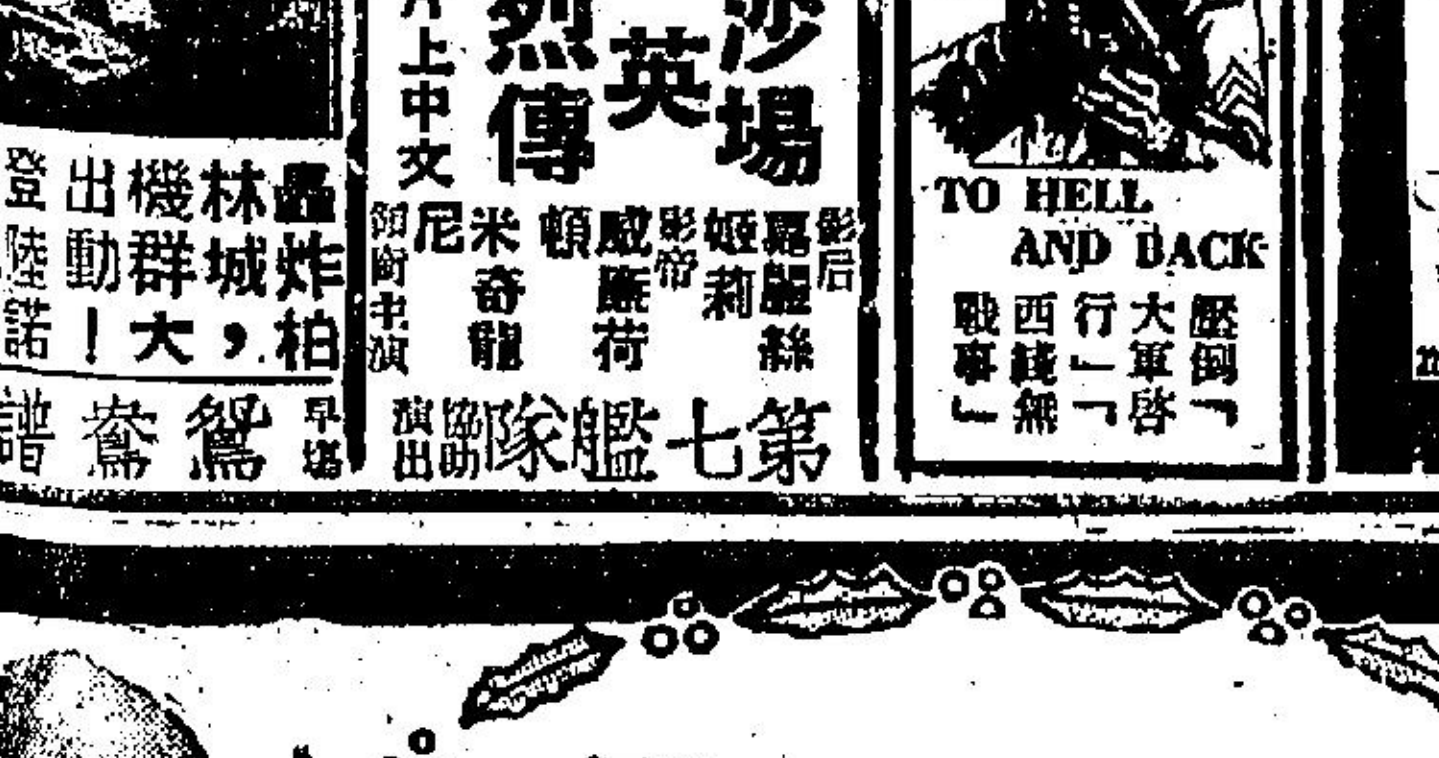 TO HELL
AND BACK
壓倒「
大軍啓
行」「
西綫無
戰事」
沙場
英
烈傳
上中文
影后
嘉麗絲
姬莉
影帝
威廉荷
頓
米奇龍
尼
領銜主演
第七艦隊
協助
演出
轟炸柏
林城，
機群大
出動！
登陸諾
早場
鴛鴦譜